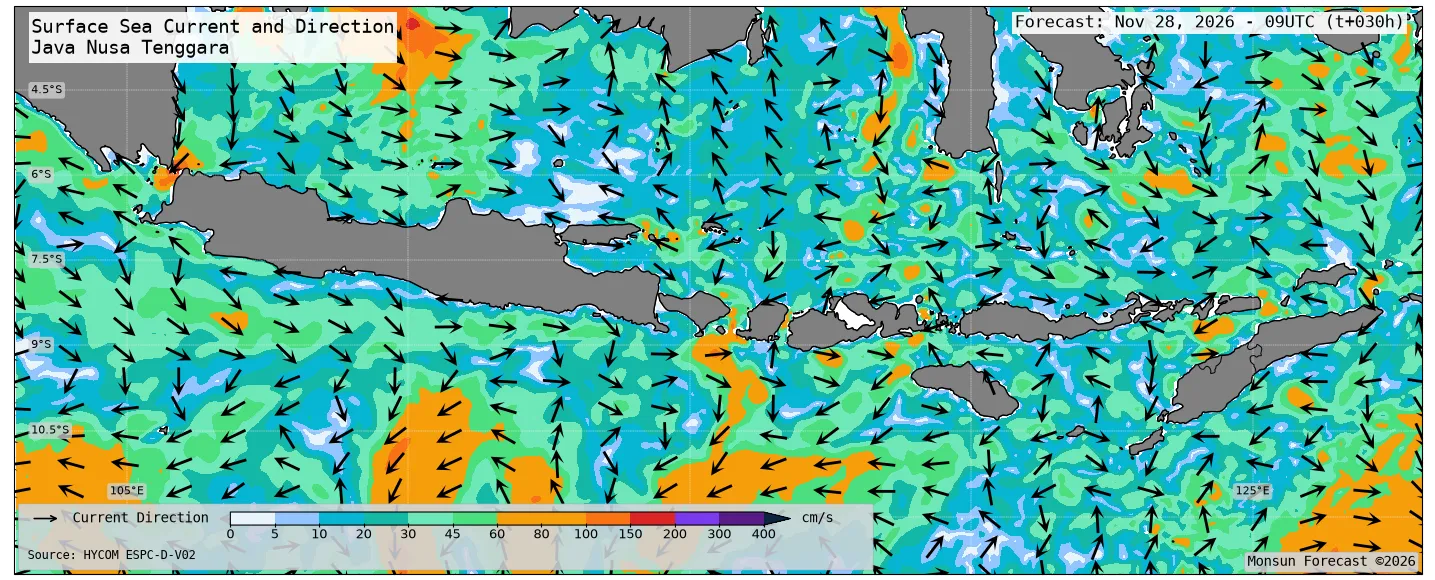 Surface Sea Current and Direction
Java Nusa Tenggara
Forecast: Nov 28, 2026 - 09UTC (t+030h)
4.5°S
6°S
7.5°S
9°S
10.5°S
105°E
125°E
Current Direction
0 5 10 20 30 45 60 80 100 150 200 300 400 cm/s
Source: HYCOM ESPC-D-V02
Monsun Forecast ©2026